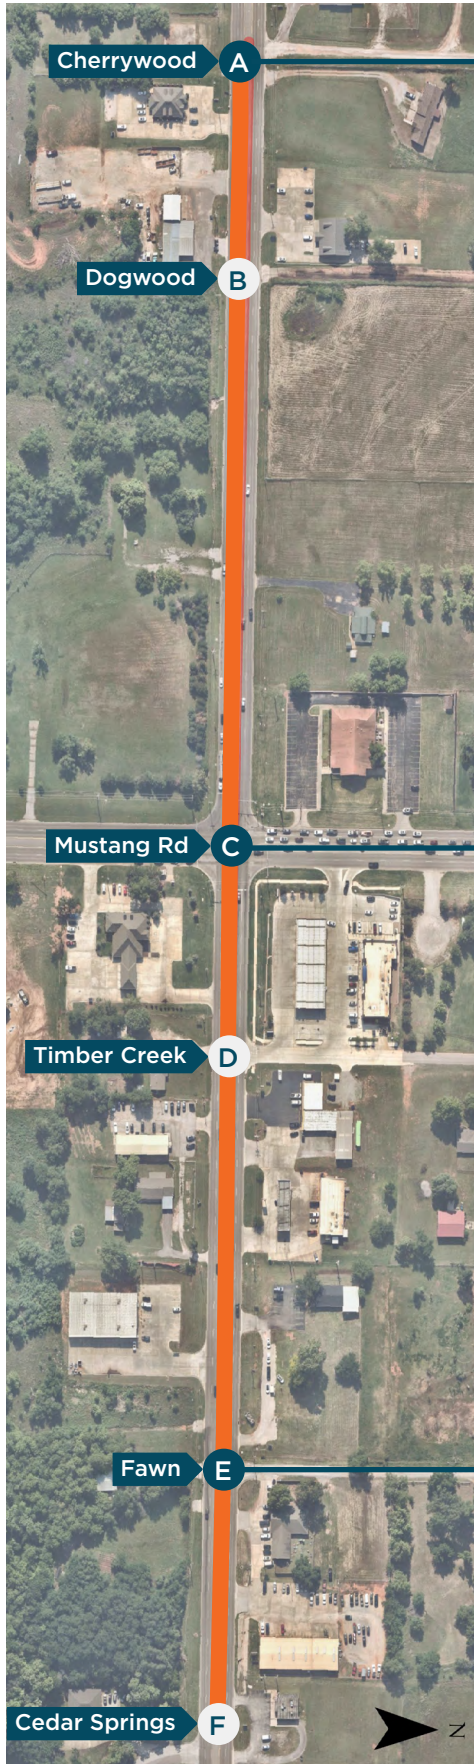 Cherrywood A
Dogwood B
Mustang Rd C
Timber Creek D
Fawn E
Cedar Springs F
N